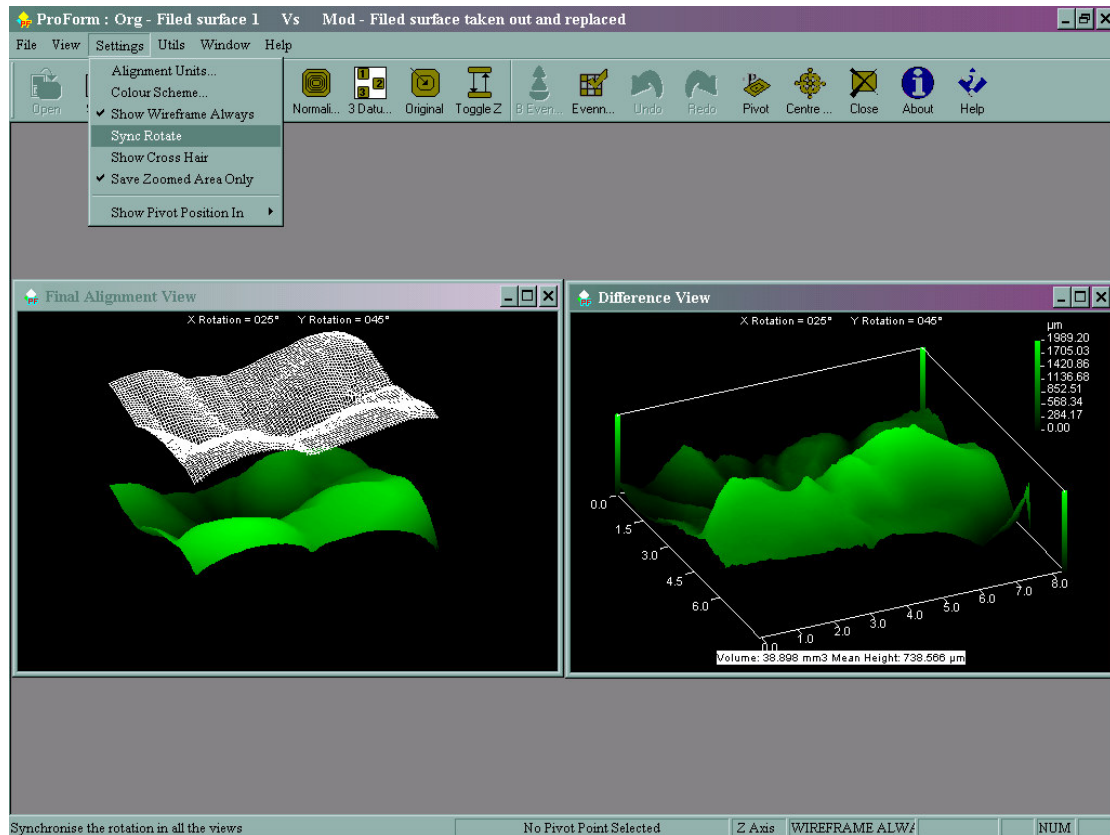 ProForm : Org - Filed surface 1 Vs Mod - Filed surface taken out and replaced
File View Settings Utils Window Help
Alignment Units...
Colour Scheme...
Show Wireframe Always
Sync Rotate
Show Cross Hair
Save Zoomed Area Only
Show Pivot Position In
Open
Normali... 3 Datu... Original Toggle Z B Even... Evenn... Undo Redo Pivot Centre ... Close About Help
1
2
3
Final Alignment View
X Rotation = 025° Y Rotation = 045°
Difference View
X Rotation = 025° Y Rotation = 045°
µm
1989.20
1705.03
1420.86
1136.68
852.51
568.34
284.17
0.00
0.0
1.5
3.0
4.5
6.0
0.0 1.0 2.0 3.0 4.0 5.0 6.0 7.0 8.0
Volume: 38.898 mm3 Mean Height: 738.566 µm
Synchronise the rotation in all the views
No Pivot Point Selected
Z Axis
WIREFRAME ALWA
NUM